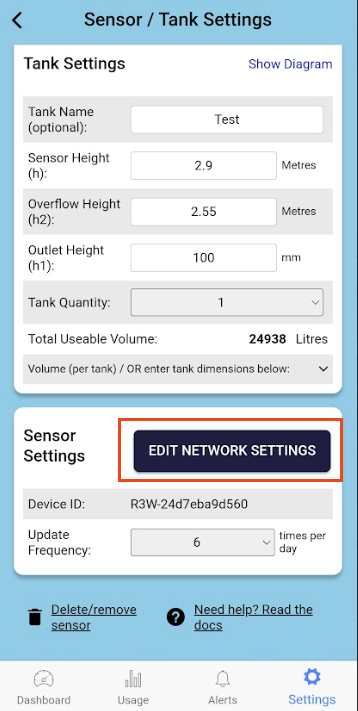 Sensor / Tank Settings
Tank Settings
Show Diagram
Tank Name
(optional):
Test
Sensor Height
(h):
2.9
Metres
Overflow Height
(h2):
2.55
Metres
Outlet Height
(h1):
100
mm
Tank Quantity:
1
Total Useable Volume:
24938 Litres
Volume (per tank) / OR enter tank dimensions below:
Sensor
Settings
EDIT NETWORK SETTINGS
Device ID:
R3W-24d7eba9d560
Update
Frequency:
6
times per
day
Delete/remove
sensor
Need help? Read the
docs
Dashboard
Usage
Alerts
Settings